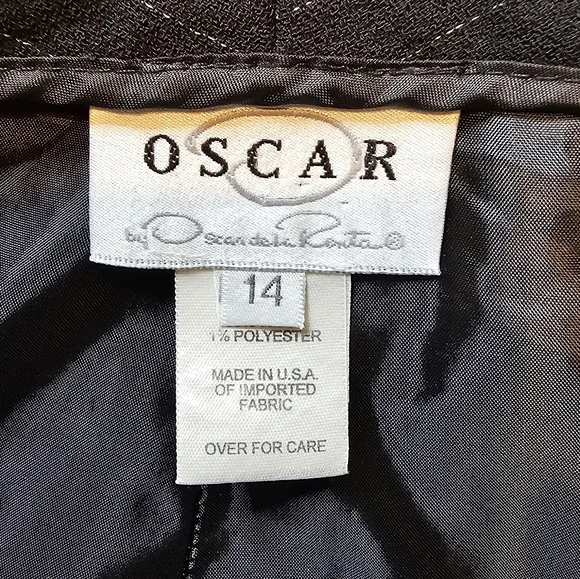 OSCAR
by Oscar de la Renta®
14
1% POLYESTER
MADE IN U.S.A.
OF IMPORTED
FABRIC
OVER FOR CARE